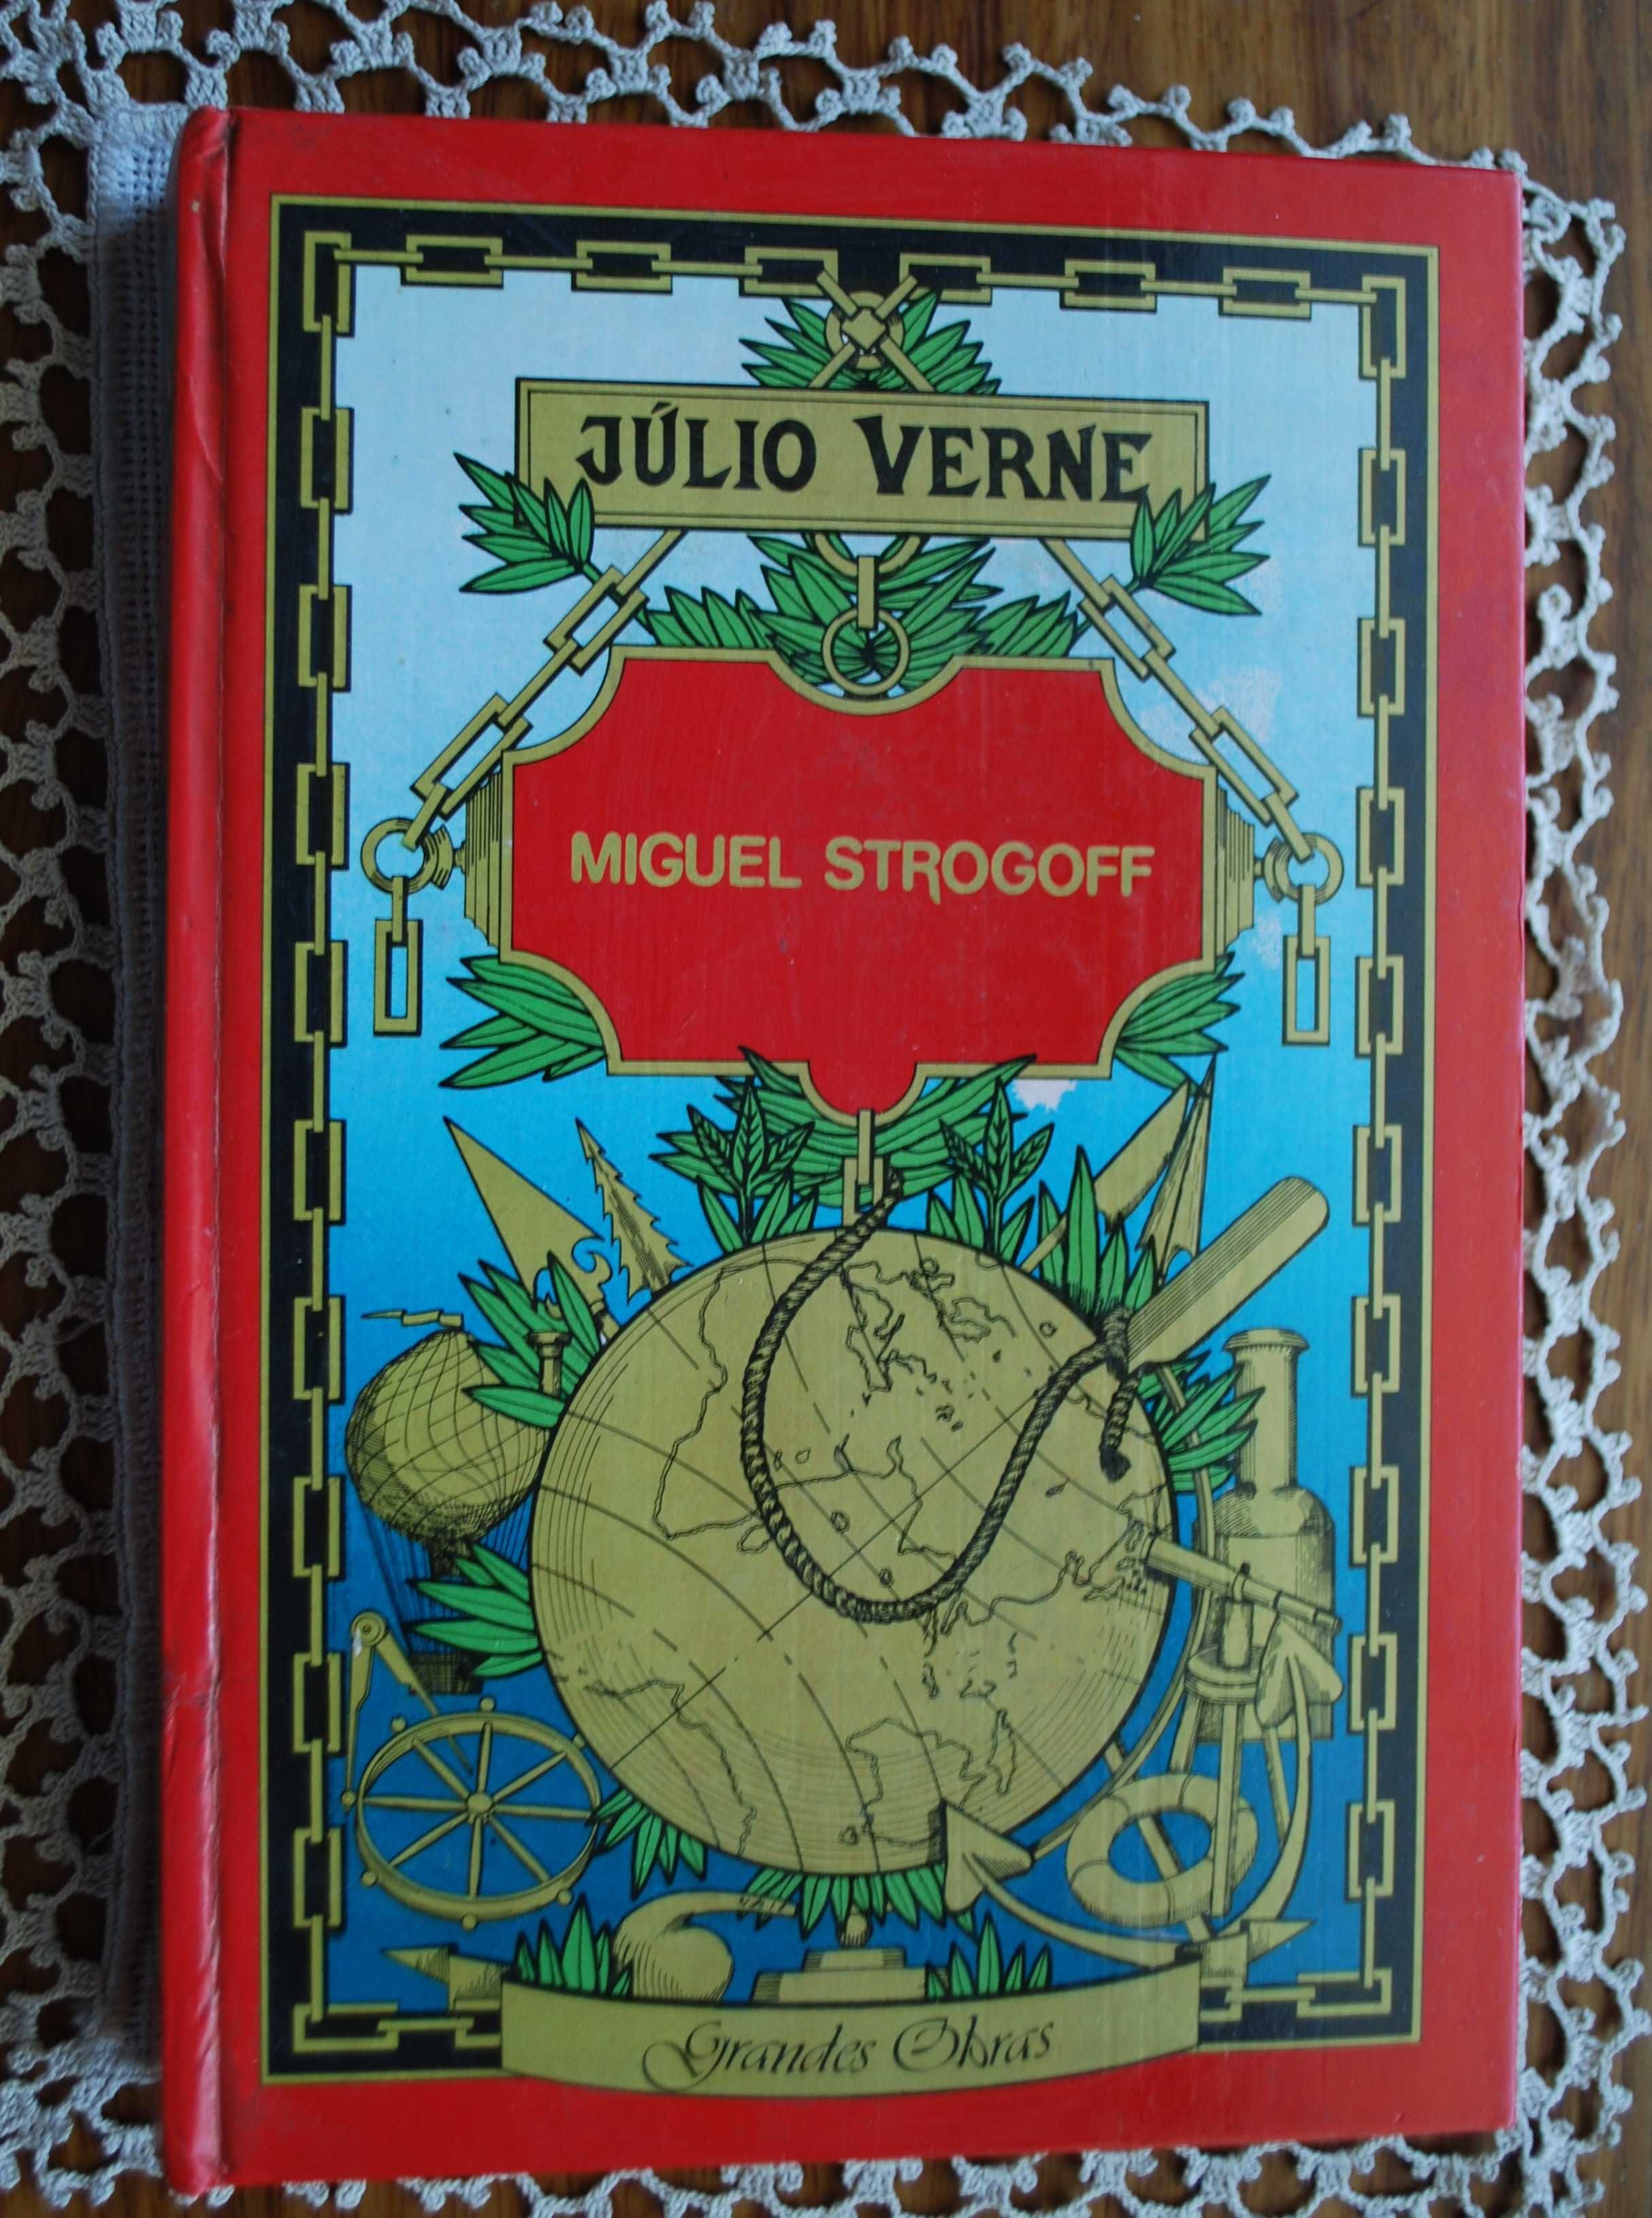 JÚLIO VERNE
MIGUEL STROGOFF
Grandes Obras